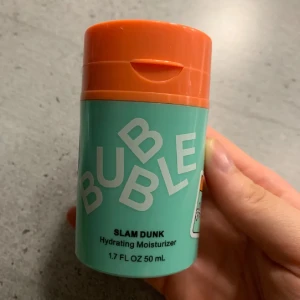 BUBBLE
SLAM DUNK
Hydrating Moisturizer
1.7 FL OZ 50 mL